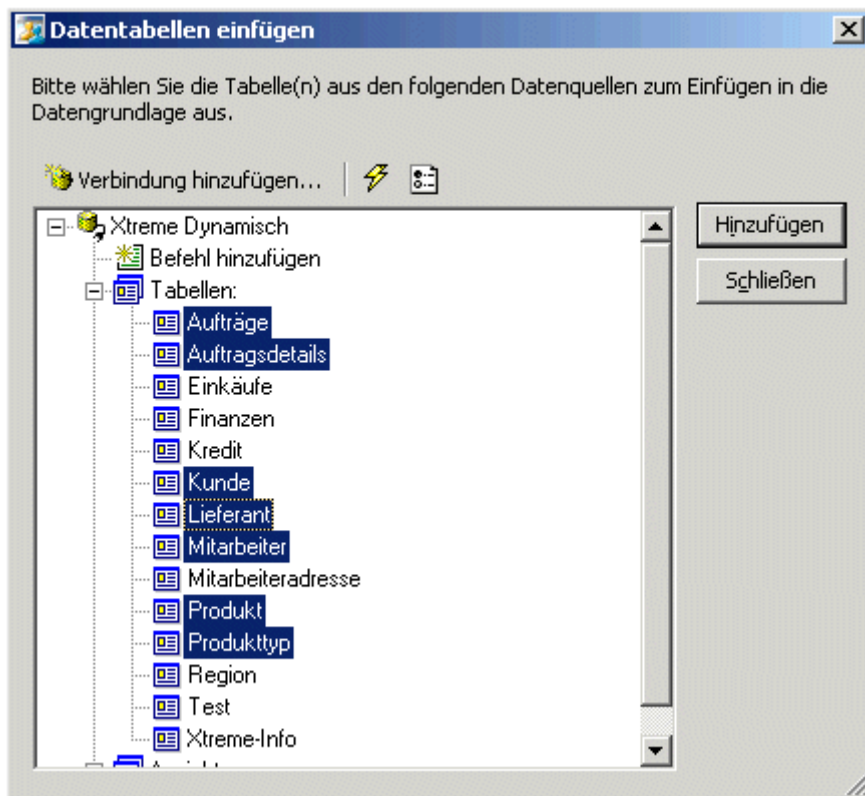 Datentabellen einfügen
Bitte wählen Sie die Tabelle(n) aus den folgenden Datenquellen zum Einfügen in die
Datengrundlage aus.
Verbindung hinzufügen...
Xtreme Dynamisch
Hinzufügen
Befehl hinzufügen
Schließen
Tabellen:
Aufträge
Auftragsdetails
Einkäufe
Finanzen
Kredit
Kunde
Lieferant
Mitarbeiter
Mitarbeiteradresse
Produkt
Produkttyp
Region
Test
Xtreme-Info